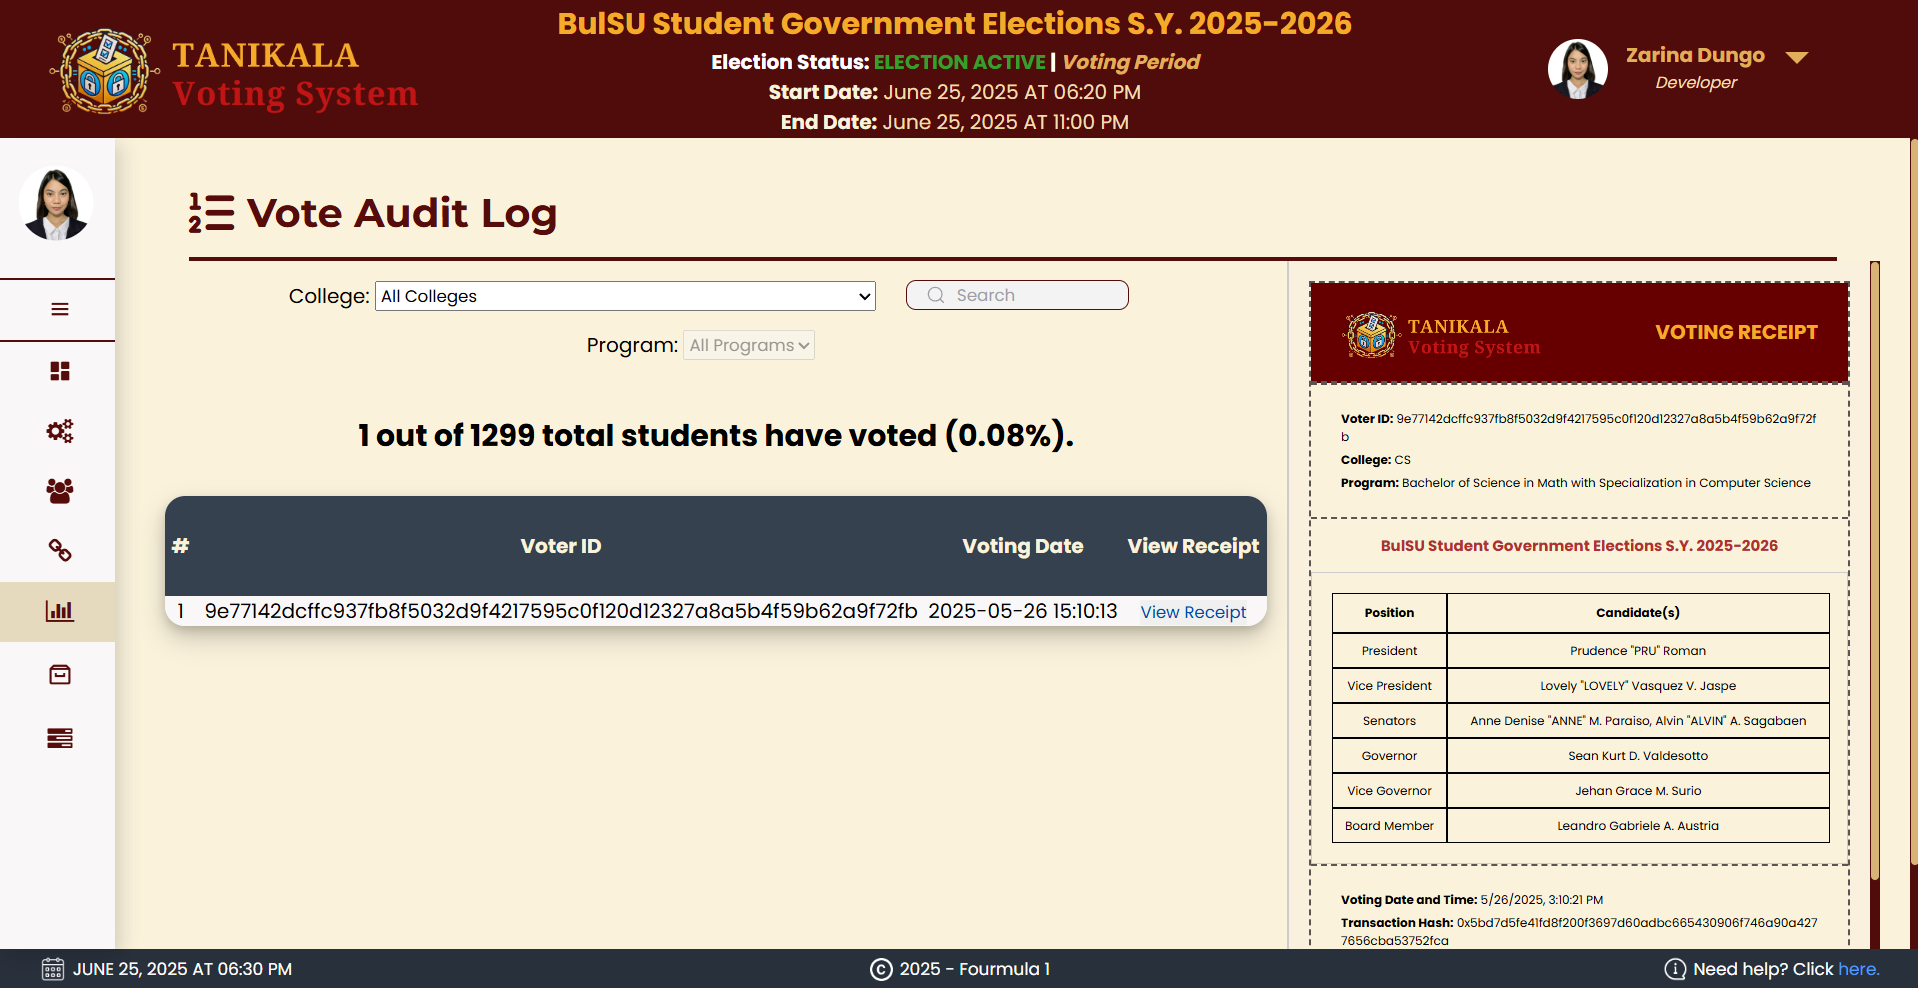 TANIKALA
Voting System
BulSU Student Government Elections S.Y. 2025-2026
Election Status: ELECTION ACTIVE | Voting Period
Start Date: June 25, 2025 AT 06:20 PM
End Date: June 25, 2025 AT 11:00 PM
Zarina Dungo
Developer
1 2 Vote Audit Log
College: All Colleges
Search
Program: All Programs
1 out of 1299 total students have voted (0.08%).
# Voter ID Voting Date View Receipt
1 9e77142dcffc937fb8f5032d9f4217595c0f120d12327a8a5b4f59b62a9f72fb 2025-05-26 15:10:13 View Receipt
TANIKALA
Voting System
VOTING RECEIPT
Voter ID: 9e77142dcffc937fb8f5032d9f4217595c0f120d12327a8a5b4f59b62a9f72f
b
College: CS
Program: Bachelor of Science in Math with Specialization in Computer Science
BulSU Student Government Elections S.Y. 2025-2026
Position Candidate(s)
President Prudence "PRU" Roman
Vice President Lovely "LOVELY" Vasquez V. Jaspe
Senators Anne Denise "ANNE" M. Paraiso, Alvin "ALVIN" A. Sagabaen
Governor Sean Kurt D. Valdesotto
Vice Governor Jehan Grace M. Surio
Board Member Leandro Gabriele A. Austria
Voting Date and Time: 5/26/2025, 3:10:21 PM
Transaction Hash: 0x5bd7d5fe41fd8f200f3697d60adbc665430906f746a90a427
7656cba53752fca
JUNE 25, 2025 AT 06:30 PM
© 2025 - Fourmula 1
Need help? Click here.